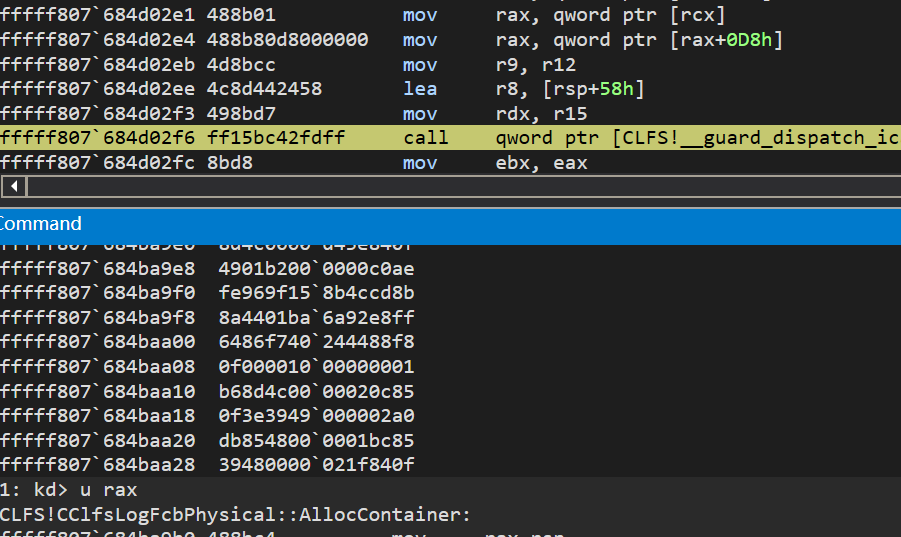 fffff807`684d02e1 488b01 mov rax, qword ptr [rcx]
fffff807`684d02e4 488b80d8000000 mov rax, qword ptr [rax+0D8h]
fffff807`684d02eb 4d8bcc mov r9, r12
fffff807`684d02ee 4c8d442458 lea r8, [rsp+58h]
fffff807`684d02f3 498bd7 mov rdx, r15
fffff807`684d02f6 ff15bc42fdff call qword ptr [CLFS!__guard_dispatch_ic
fffff807`684d02fc 8bd8 mov ebx, eax
Command
fffff807`684ba9e8 4901b200`0000c0ae
fffff807`684ba9f0 fe969f15`8b4ccd8b
fffff807`684ba9f8 8a4401ba`6a92e8ff
fffff807`684baa00 6486f740`244488f8
fffff807`684baa08 0f000010`00000001
fffff807`684baa10 b68d4c00`00020c85
fffff807`684baa18 0f3e3949`000002a0
fffff807`684baa20 db854800`0001bc85
fffff807`684baa28 39480000`021f840f
1: kd> u rax
CLFS!CClfsLogFcbPhysical::AllocContainer: